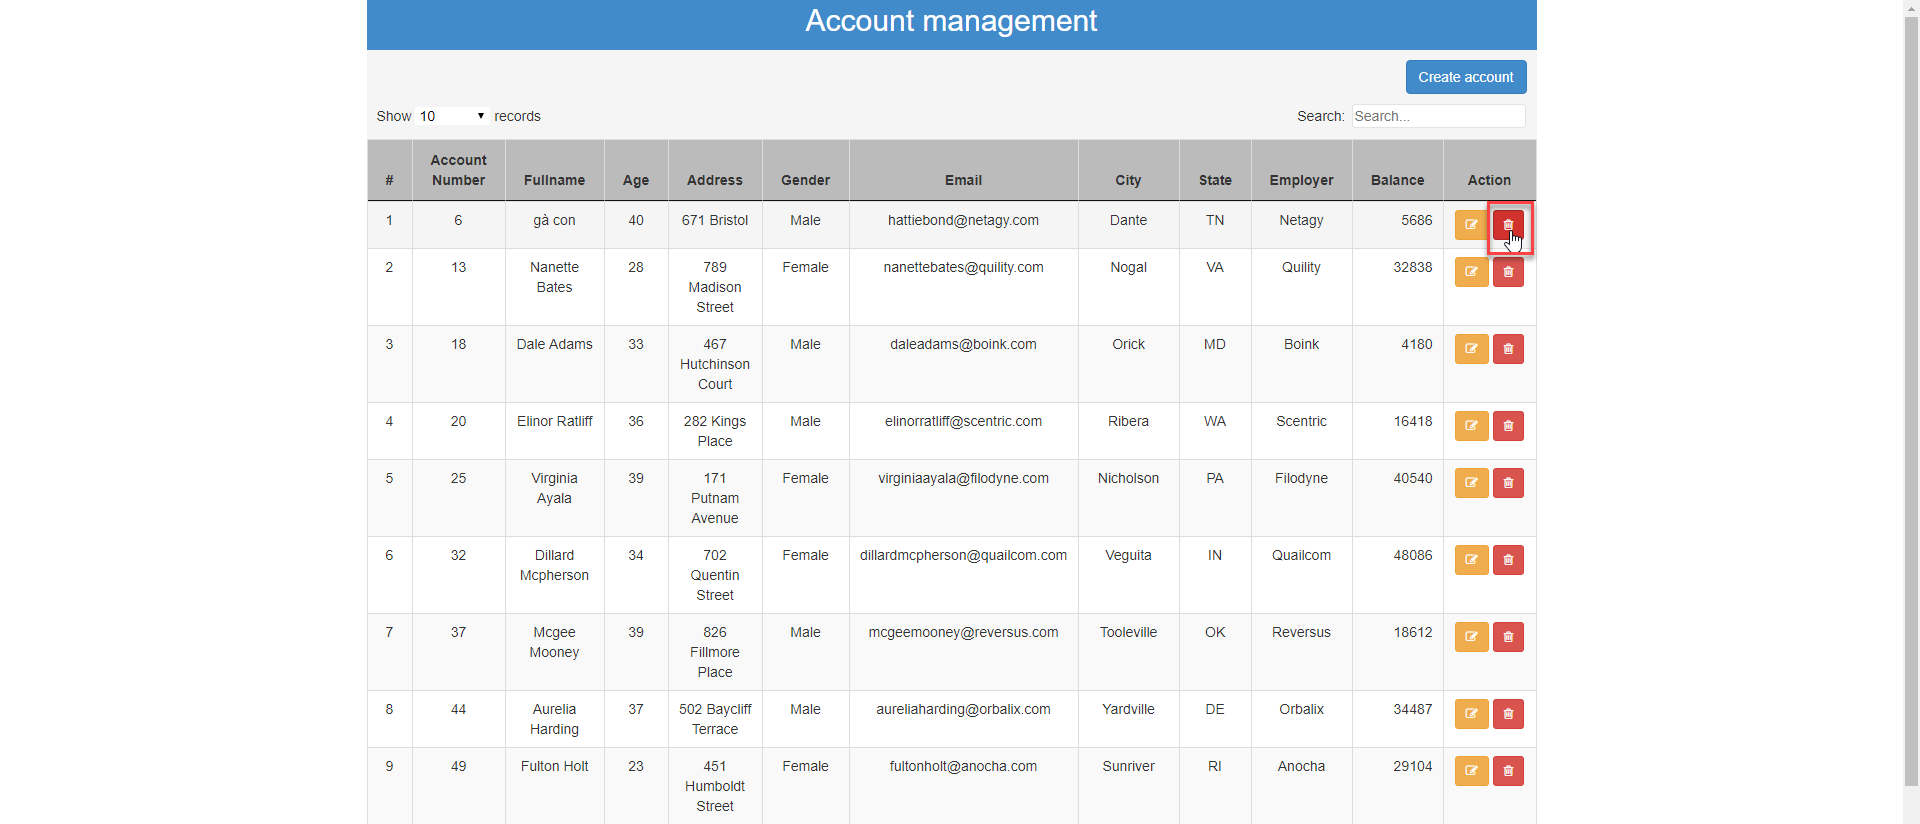 Account management
Create account
Show 10 records
Search: Search...
# Account Number Fullname Age Address Gender Email City State Employer Balance Action
1 6 gà con 40 671 Bristol Male hattiebond@netagy.com Dante TN Netagy 5686
2 13 Nanette Bates 28 789 Madison Street Female nanettebates@quility.com Nogal VA Quility 32838
3 18 Dale Adams 33 467 Hutchinson Court Male daleadams@boink.com Orick MD Boink 4180
4 20 Elinor Ratliff 36 282 Kings Place Male elinorratliff@scentric.com Ribera WA Scentric 16418
5 25 Virginia Ayala 39 171 Putnam Avenue Female virginiaayala@filodyne.com Nicholson PA Filodyne 40540
6 32 Dillard Mcpherson 34 702 Quentin Street Female dillardmcpherson@quailcom.com Veguita IN Quailcom 48086
7 37 Mcgee Mooney 39 826 Fillmore Place Male mcgeemooney@reversus.com Tooleville OK Reversus 18612
8 44 Aurelia Harding 37 502 Baycliff Terrace Male aureliaharding@orbalix.com Yardville DE Orbalix 34487
9 49 Fulton Holt 23 451 Humboldt Street Female fultonholt@anocha.com Sunriver RI Anocha 29104